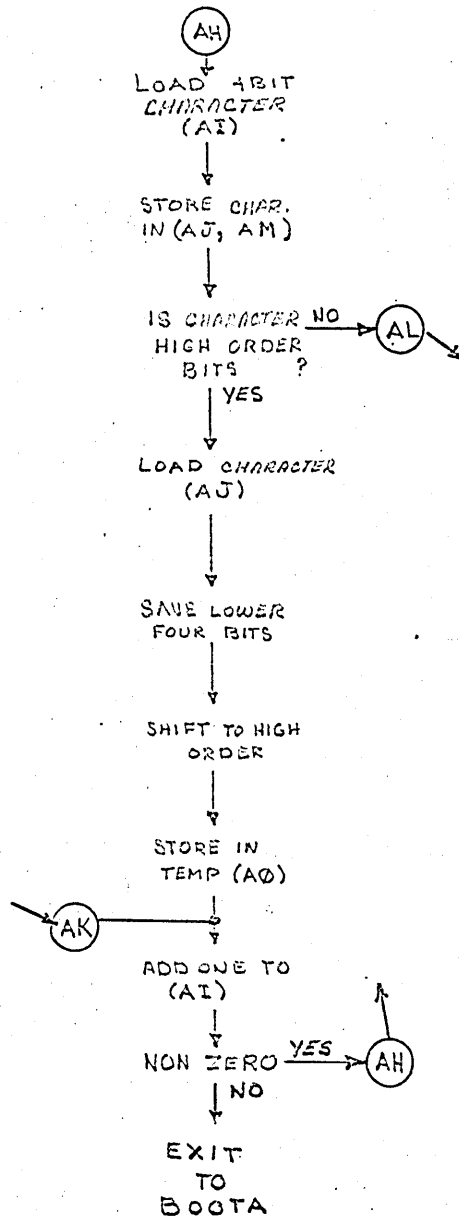 AH
LOAD 4BIT
CHARACTER
(AI)
STORE CHAR.
IN (AJ, AM)
IS CHARACTER
HIGH ORDER
BITS ?
NO
AL
YES
LOAD CHARACTER
(AJ)
SAVE LOWER
FOUR BITS
SHIFT TO HIGH
ORDER
STORE IN
TEMP (AØ)
AK
ADD ONE TO
(AI)
NON ZERO
YES
AH
NO
EXIT
TO
BOOTA